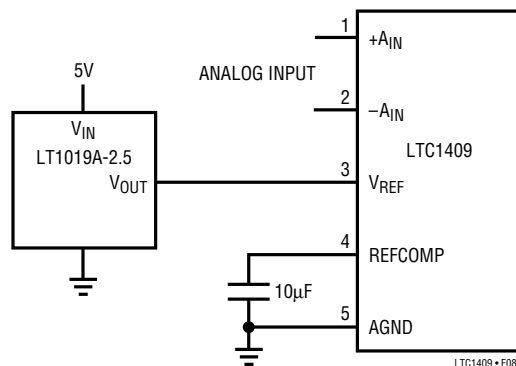 5V
VIN
LT1019A-2.5
VOUT
ANALOG INPUT
1
+AIN
2
–AIN
LTC1409
3
VREF
4
REFCOMP
10µF
5
AGND
LTC1409 • F08